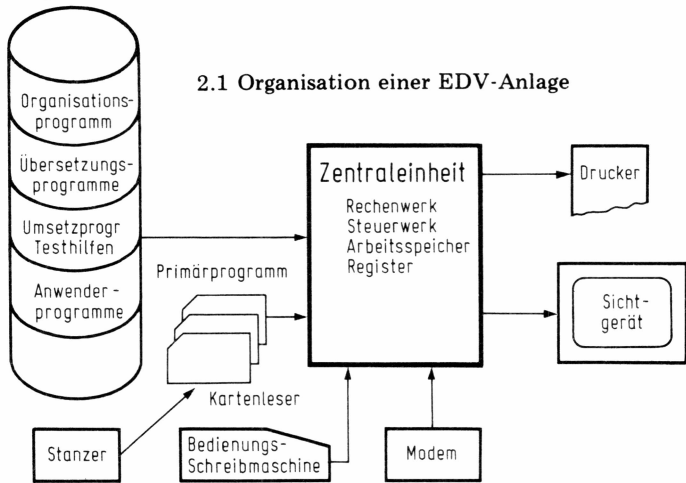 2.1 Organisation einer EDV-Anlage
Organisations-
programm
Übersetzungs-
programme
Umsetzprogr
Testhilfen
Anwender-
programme
Primärprogramm
Kartenleser
Stanzer
Zentraleinheit
Rechenwerk
Steuerwerk
Arbeitsspeicher
Register
Drucker
Sicht-
gerät
Bedienungs-
Schreibmaschine
Modem